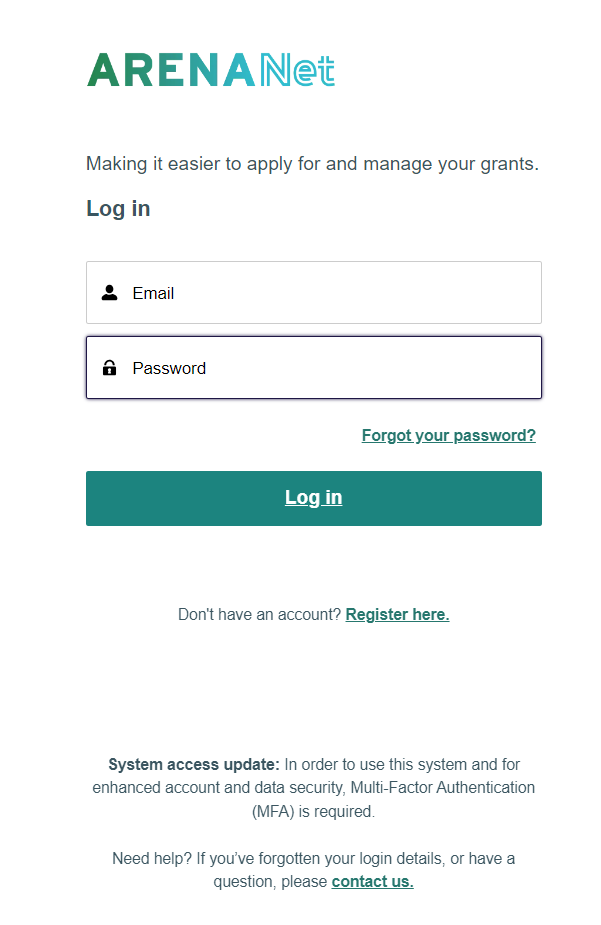 ARENANet
Making it easier to apply for and manage your grants.
Log in
Email
Password
Forgot your password?
Log in
Don't have an account? Register here.
System access update: In order to use this system and for
enhanced account and data security, Multi-Factor Authentication
(MFA) is required.
Need help? If you’ve forgotten your login details, or have a
question, please contact us.